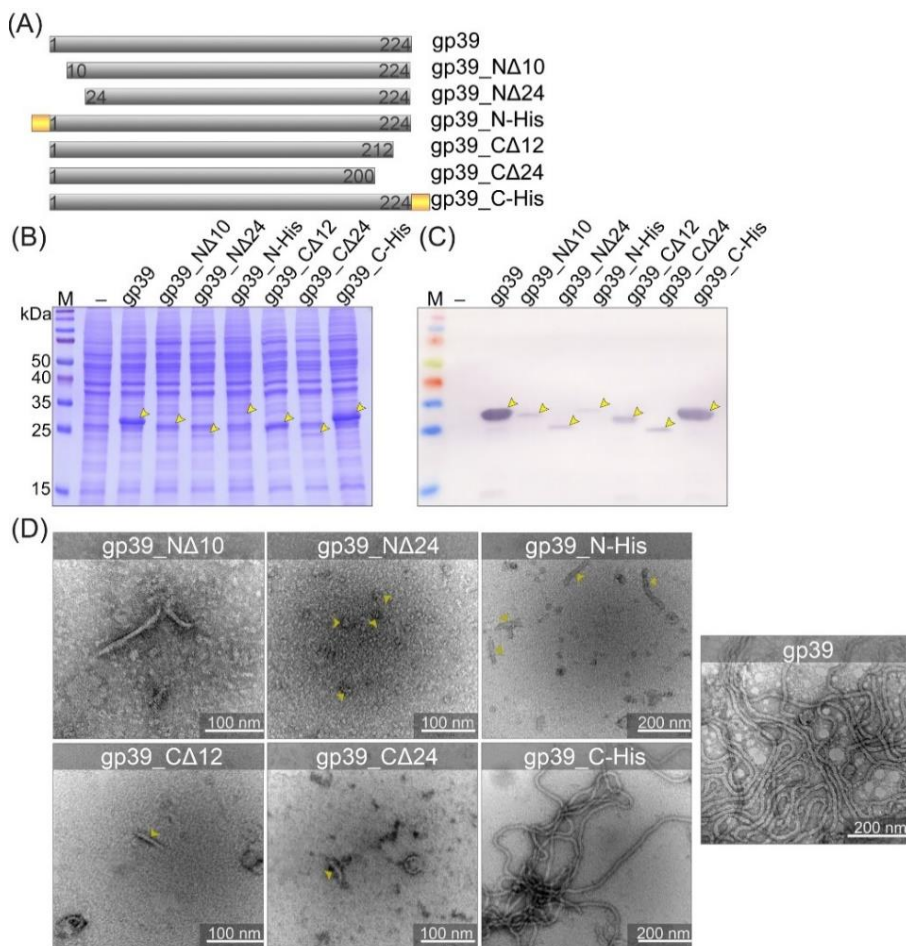 (A)
1 224 gp39
10 224 gp39_NΔ10
24 224 gp39_NΔ24
1 224 gp39_N-His
1 212 gp39_CΔ12
1 200 gp39_CΔ24
1 224 gp39_C-His
(B)
M – gp39 gp39_NΔ10 gp39_NΔ24 gp39_N-His gp39_CΔ12 gp39_CΔ24 gp39_C-His
kDa
50
40
35
25
15
(C)
M – gp39 gp39_NΔ10 gp39_NΔ24 gp39_N-His gp39_CΔ12 gp39_CΔ24 gp39_C-His
(D)
gp39_NΔ10 gp39_NΔ24 gp39_N-His
100 nm 100 nm 200 nm
gp39_CΔ12 gp39_CΔ24 gp39_C-His
100 nm 100 nm 200 nm
gp39
200 nm